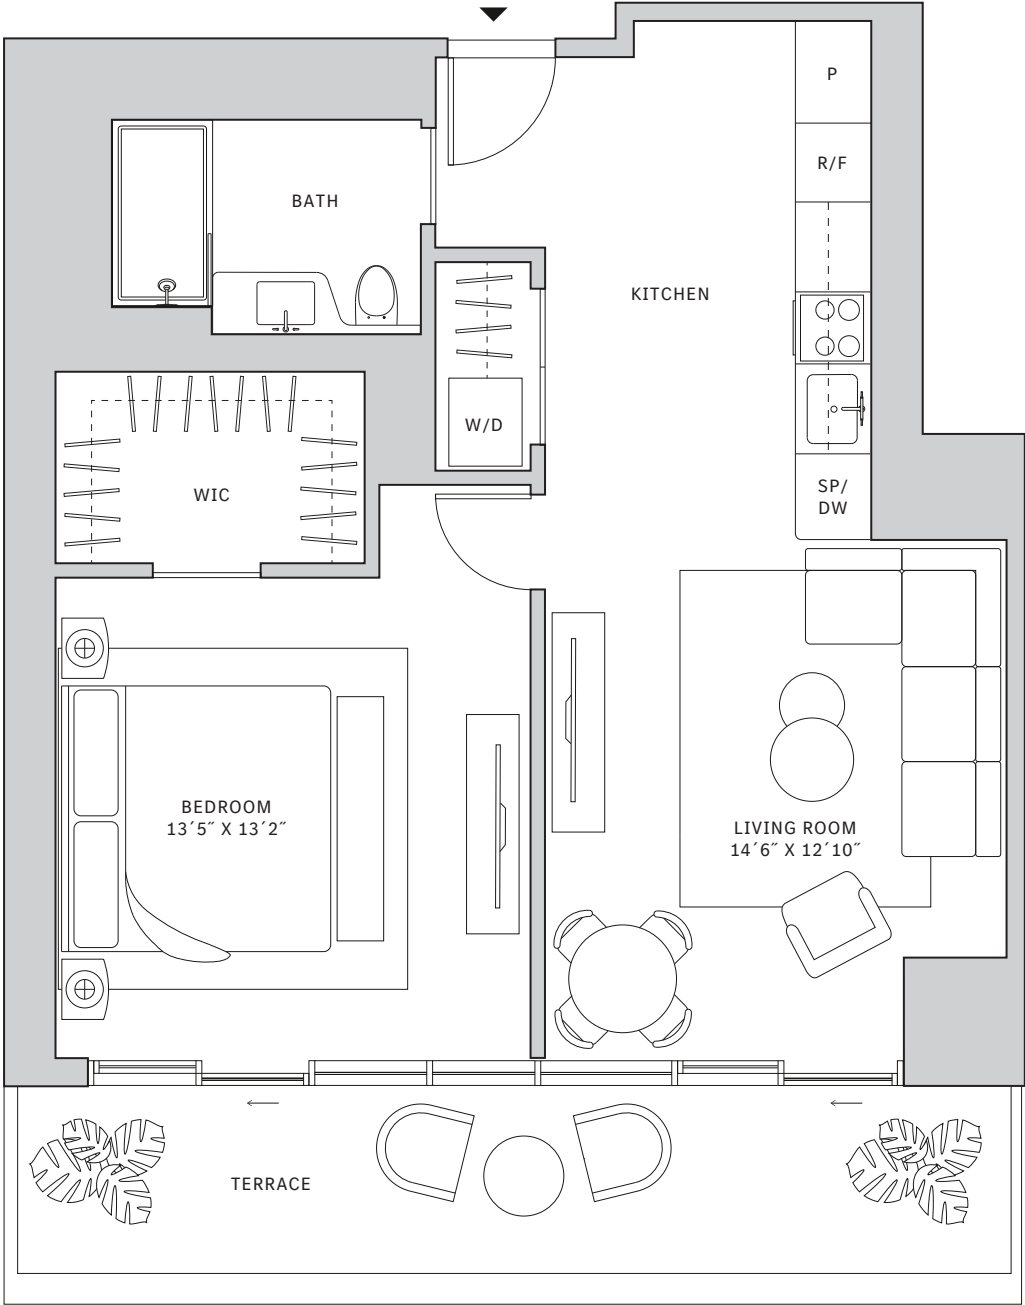 P
R/F
BATH
KITCHEN
W/D
WIC
SP/
DW
BEDROOM
13´5˝ X 13´2˝
LIVING ROOM
14´6˝ X 12´10˝
TERRACE